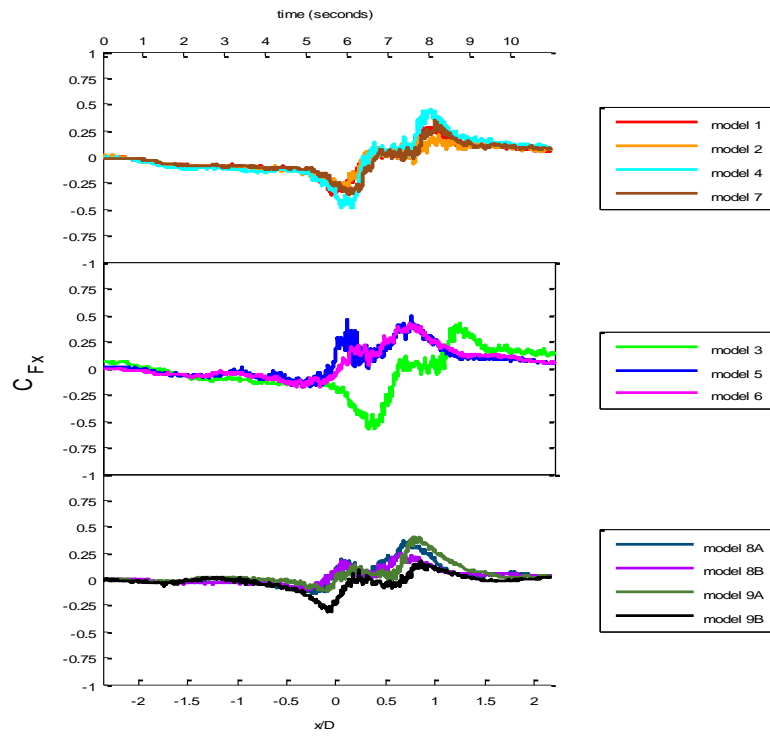 time (seconds)
0 1 2 3 4 5 6 7 8 9 10
1
0.75
0.5
0.25
0
-0.25
-0.5
-0.75
-1
model 1
model 2
model 4
model 7
1
0.75
0.5
0.25
0
-0.25
-0.5
-0.75
-1
C Fx
model 3
model 5
model 6
0.75
0.5
0.25
0
-0.25
-0.5
-0.75
-1
model 8A
model 8B
model 9A
model 9B
-2 -1.5 -1 -0.5 0 0.5 1 1.5 2
x/D